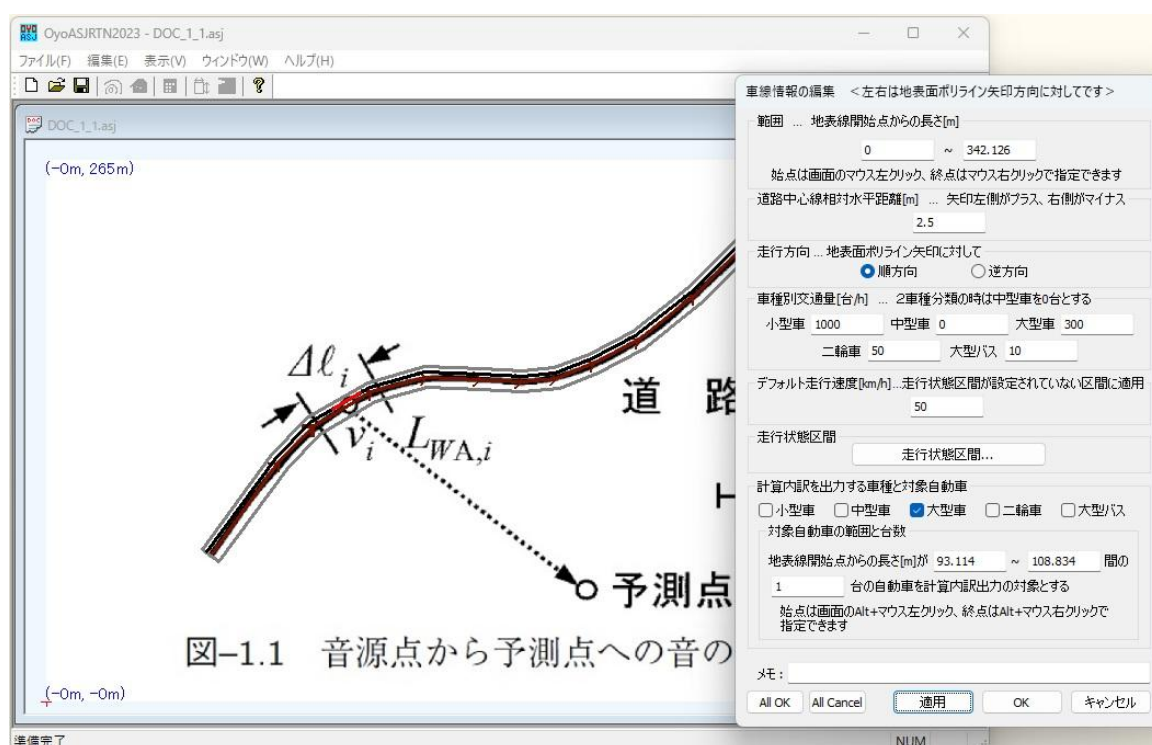 OyoASJRTN2023 - DOC_1_1.asj
ファイル(F) 編集(E) 表示(V) ウィンドウ(W) ヘルプ(H)
DOC_1_1.asj
(-0m, 265m)
Δℓi
νi
LWA,i
道 路
予測点
図-1.1 音源点から予測点への音の
(-0m, -0m)
準備完了
NUM
車線情報の編集 <左右は地表面ポリライン矢印方向に対してです>
範囲 ... 地表線開始点からの長さ[m]
0 ~ 342.126
始点は画面のマウス左クリック、終点はマウス右クリックで指定できます
道路中心線相対水平距離[m] ... 矢印左側がプラス、右側がマイナス
2.5
走行方向 ... 地表面ポリライン矢印に対して
順方向 逆方向
車種別交通量[台/h] ... 2車種分類の時は中型車を0台とする
小型車 1000 中型車 0 大型車 300
二輪車 50 大型バス 10
デフォルト走行速度[km/h]...走行状態区間が設定されていない区間に適用
50
走行状態区間
走行状態区間...
計算内訳を出力する車種と対象自動車
小型車 中型車 大型車 二輪車 大型バス
対象自動車の範囲と台数
地表線開始点からの長さ[m]が 93.114 ~ 108.834 間の
1 台の自動車を計算内訳出力の対象とする
始点は画面のAlt+マウス左クリック、終点はAlt+マウス右クリックで
指定できます
メモ :
All OK All Cancel 適用 OK キャンセル